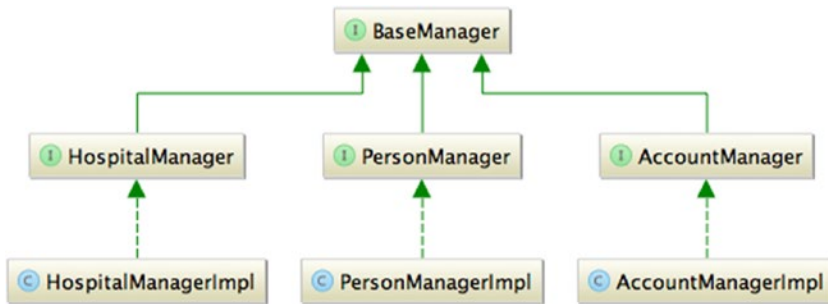 I BaseManager
I HospitalManager
I PersonManager
I AccountManager
C HospitalManagerImpl
C PersonManagerImpl
C AccountManagerImpl